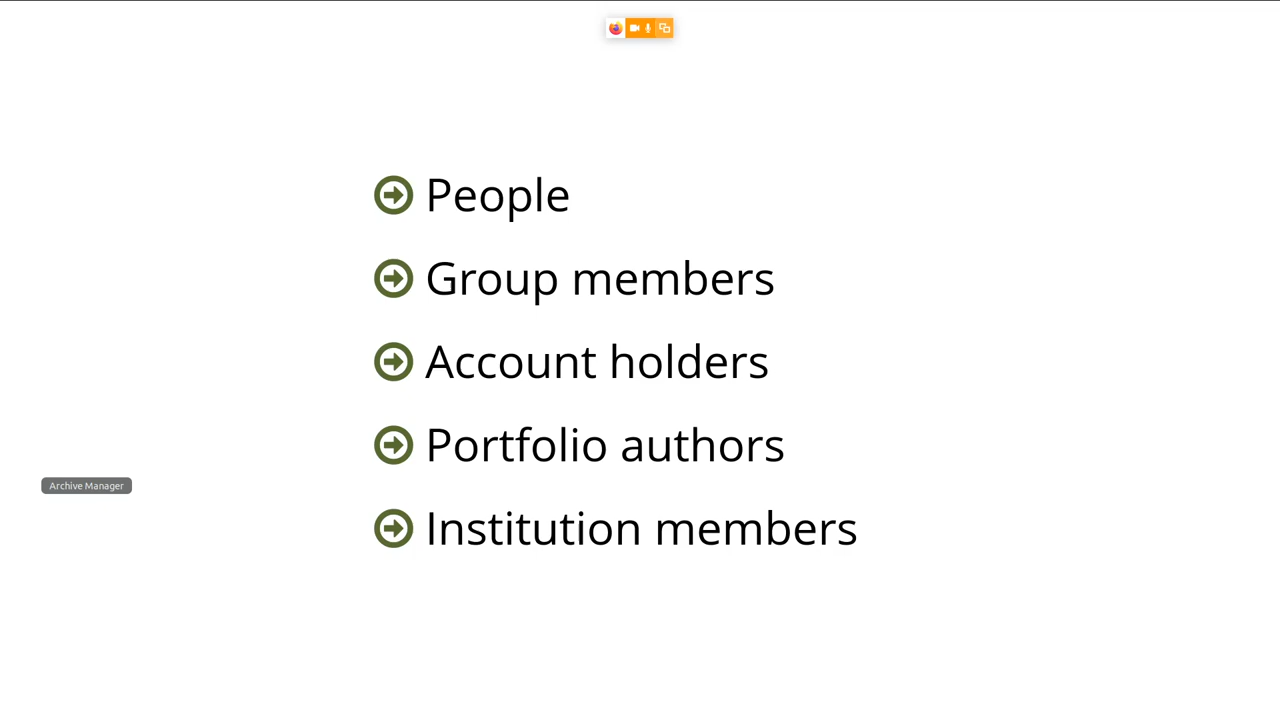 People
Group members
Account holders
Portfolio authors
Archive Manager
Institution members